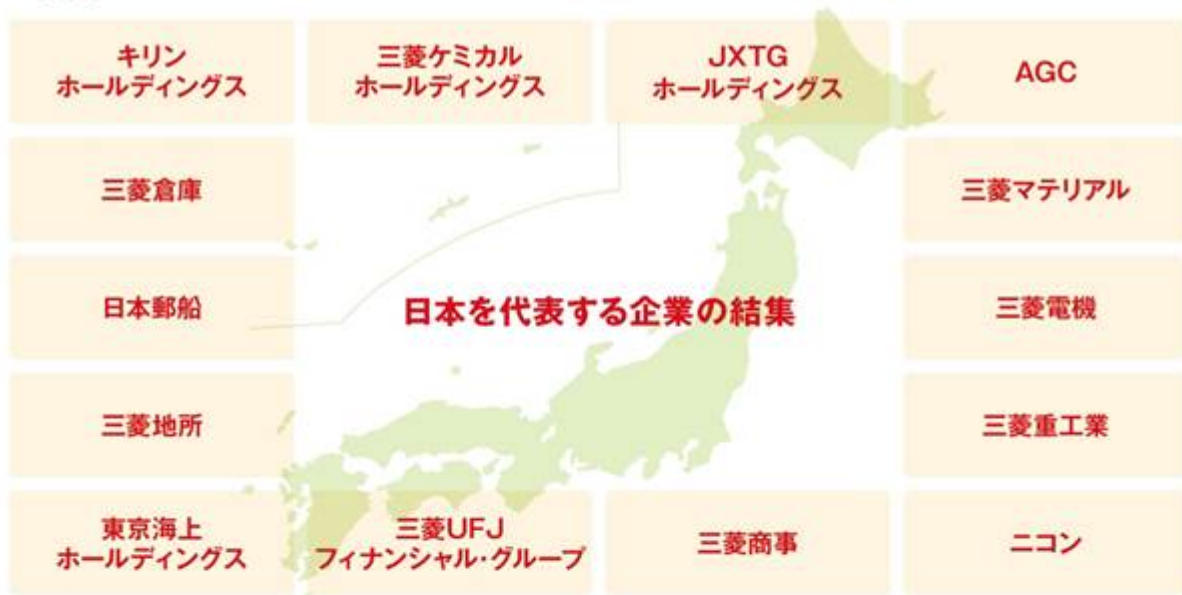 キリン
ホールディングス
三菱ケミカル
ホールディングス
JXTG
ホールディングス
AGC
三菱倉庫
三菱マテリアル
日本郵船
日本を代表する企業の結集
三菱電機
三菱地所
三菱重工業
東京海上
ホールディングス
三菱UFJ
フィナンシャル・グループ
三菱商事
ニコン